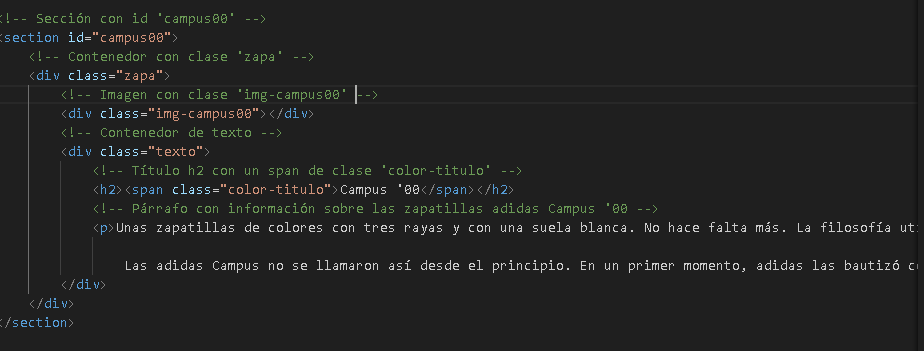 <!-- Sección con id 'campus00' -->
<section id="campus00">
<!-- Contenedor con clase 'zapa' -->
<div class="zapa">
<!-- Imagen con clase 'img-campus00' -->
<div class="img-campus00"></div>
<!-- Contenedor de texto -->
<div class="texto">
<!-- Título h2 con un span de clase 'color-titulo' -->
<h2><span class="color-titulo">Campus '00</span></h2>
<!-- Párrafo con información sobre las zapatillas adidas Campus '00 -->
<p>Unas zapatillas de colores con tres rayas y con una suela blanca. No hace falta más. La filosofía
Las adidas Campus no se llamaron así desde el principio. En un primer momento, adidas las bautizó
</div>
</div>
</section>